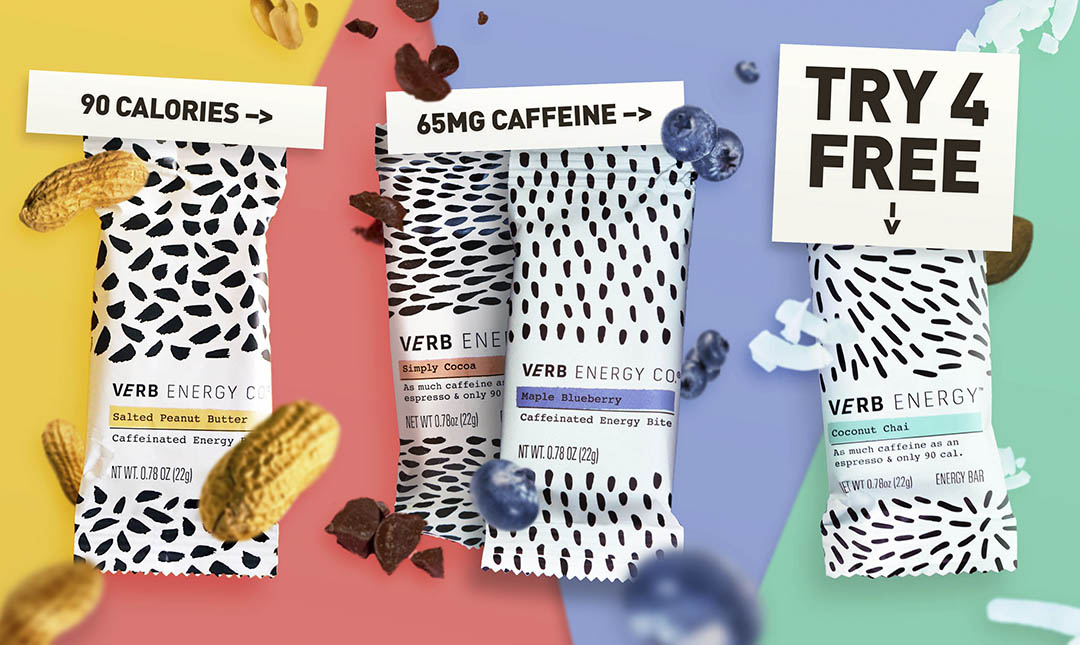 90 CALORIES –>
65MG CAFFEINE –>
TRY 4
FREE
–>
VERB ENERGY CO
Salted Peanut Butter
Caffeinated Energy
NT WT. 0.78 OZ (22g)
VERB ENE
Simply Cocoa
As much caffeine a
espresso & only 90
NET WT 0.78oz (22g)
VERB ENERGY CO.
Maple Blueberry
Caffeinated Energy Bite
NT WT. 0.78 OZ (22g)
VERB ENERGY™
Coconut Chai
As much caffeine as an
espresso & only 90 cal.
NET WT 0.78oz (22g) ENERGY BAR